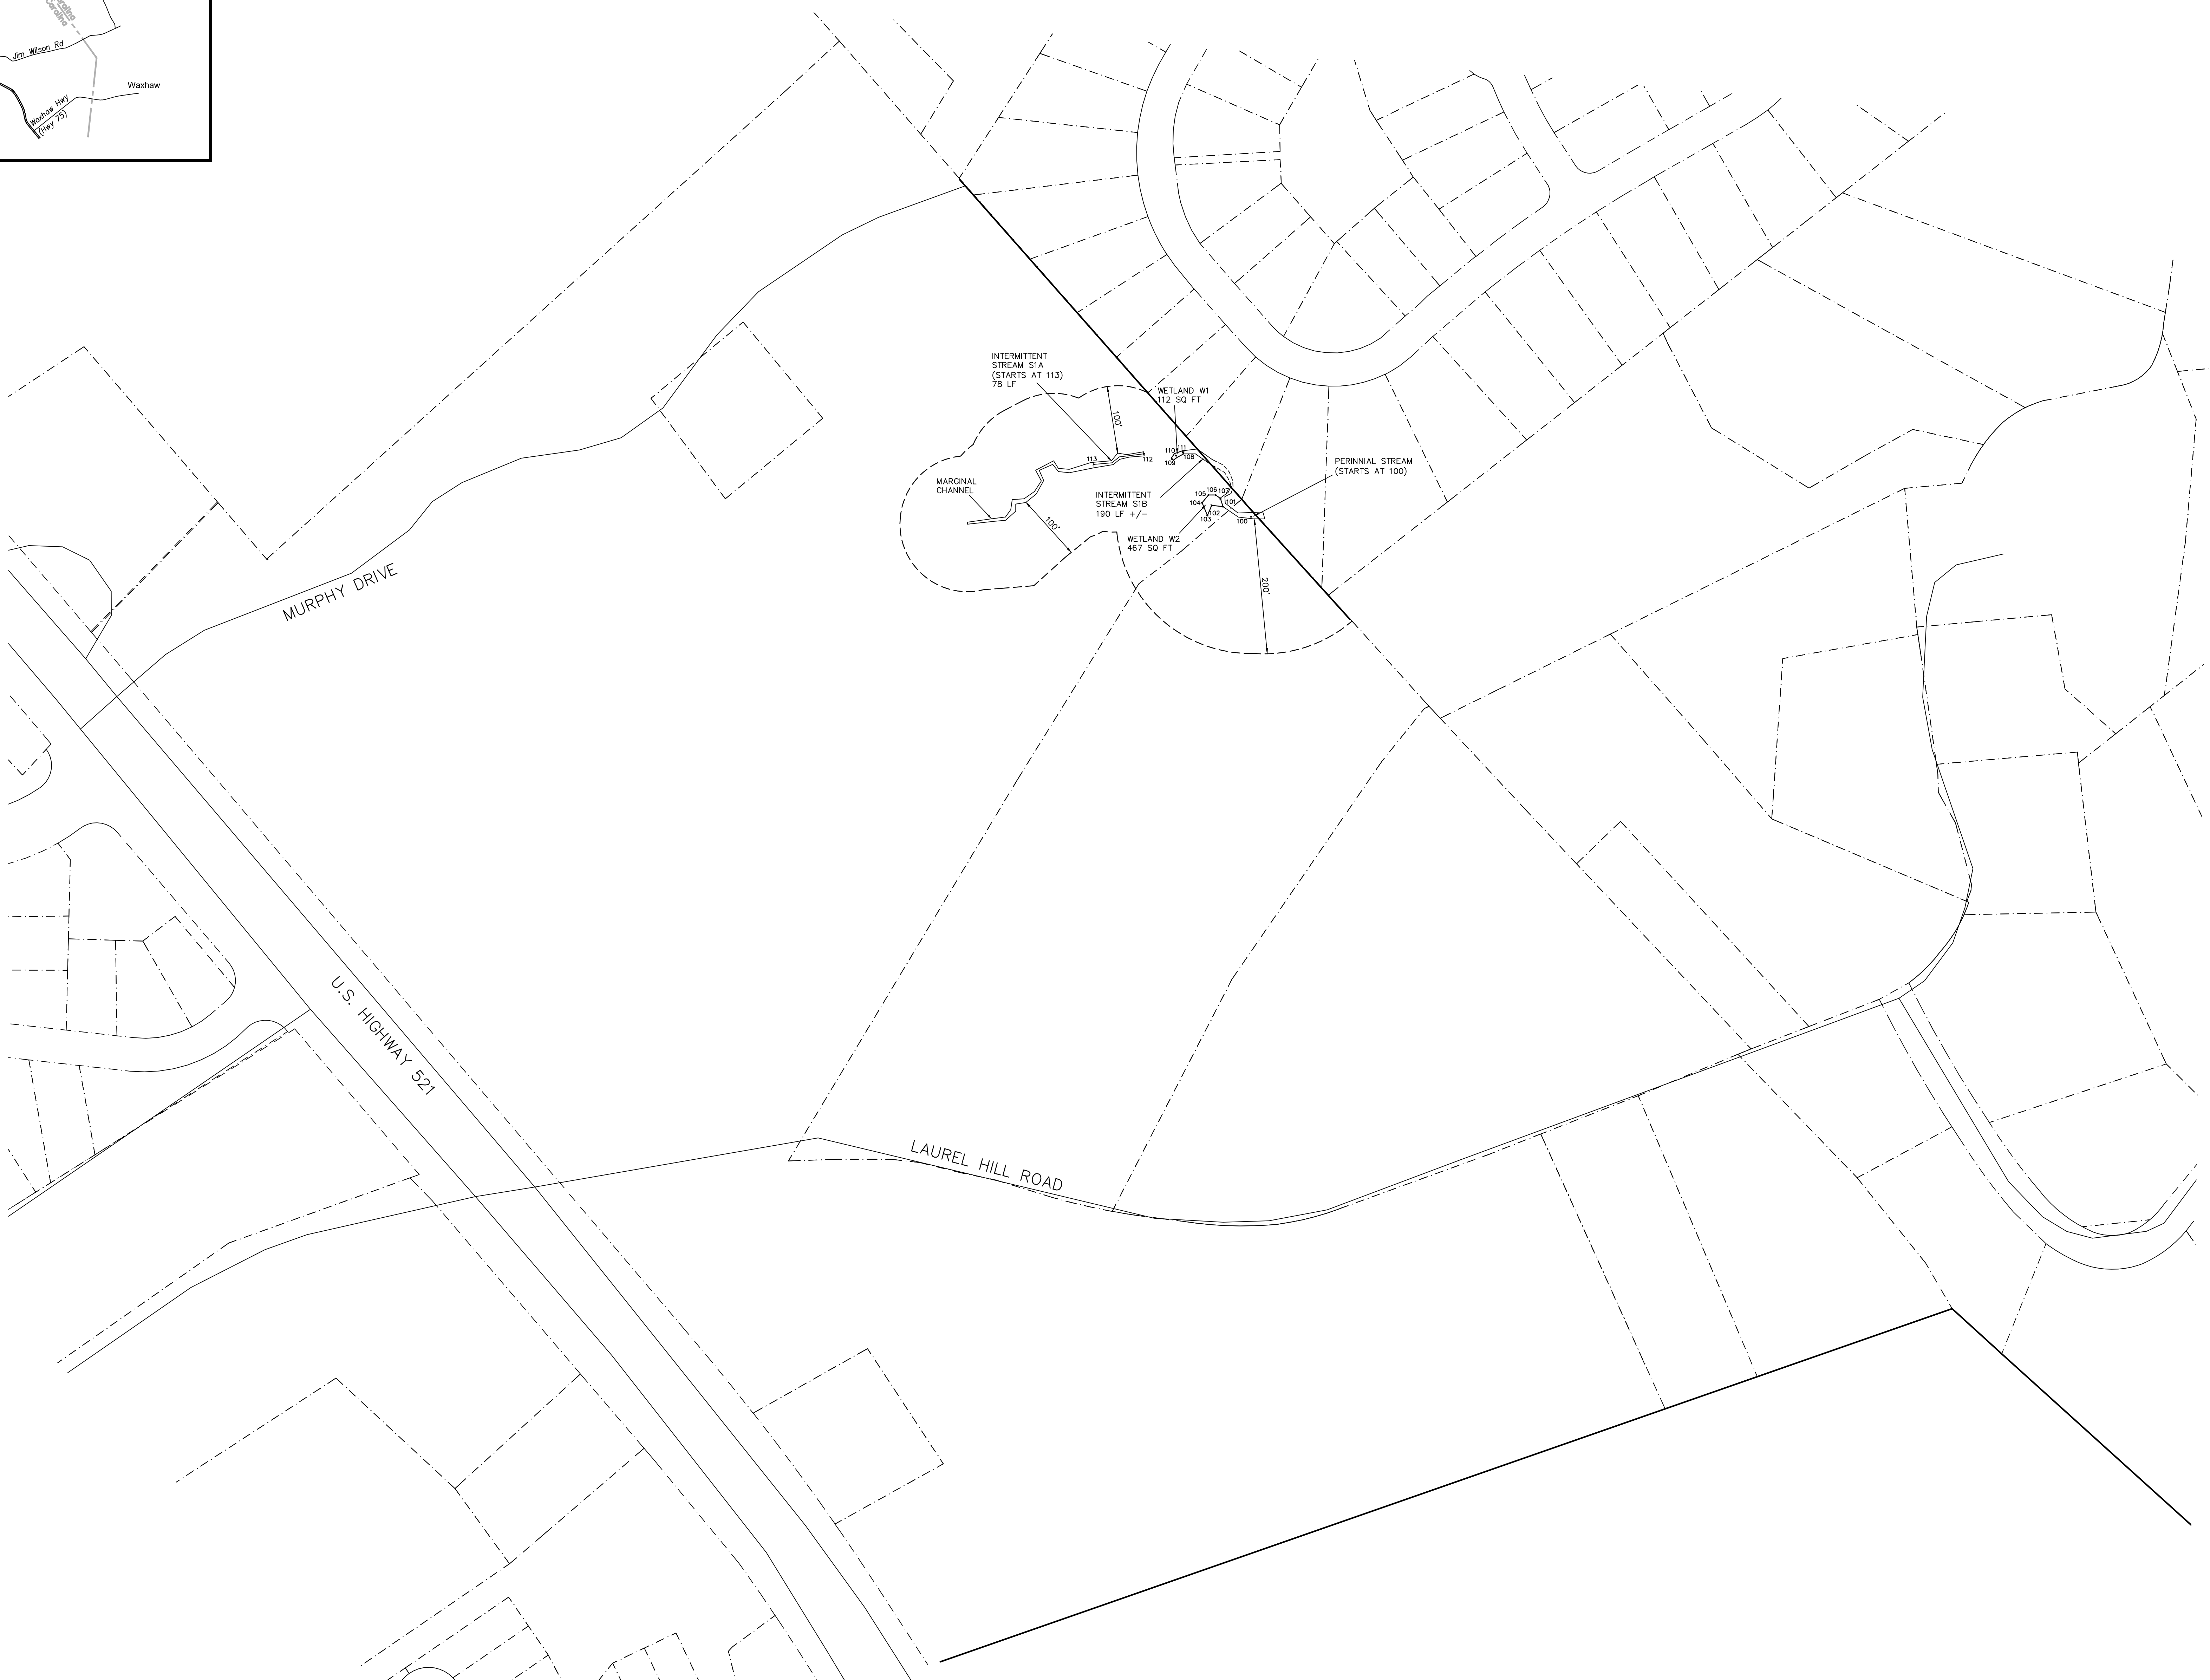 Carolina
Carolina
Jim Wilson Rd
Waxhaw
Waxhaw Hwy
(Hwy 75)
INTERMITTENT
STREAM S1A
(STARTS AT 113)
78 LF
WETLAND W1
112 SQ FT
100'
113
112
110
111
109
108
PERINNIAL STREAM
(STARTS AT 100)
MARGINAL
CHANNEL
INTERMITTENT
STREAM S1B
190 LF +/-
105
106
107
104
101
103
102
100
100'
WETLAND W2
467 SQ FT
200'
MURPHY DRIVE
U.S. HIGHWAY 521
LAUREL HILL ROAD